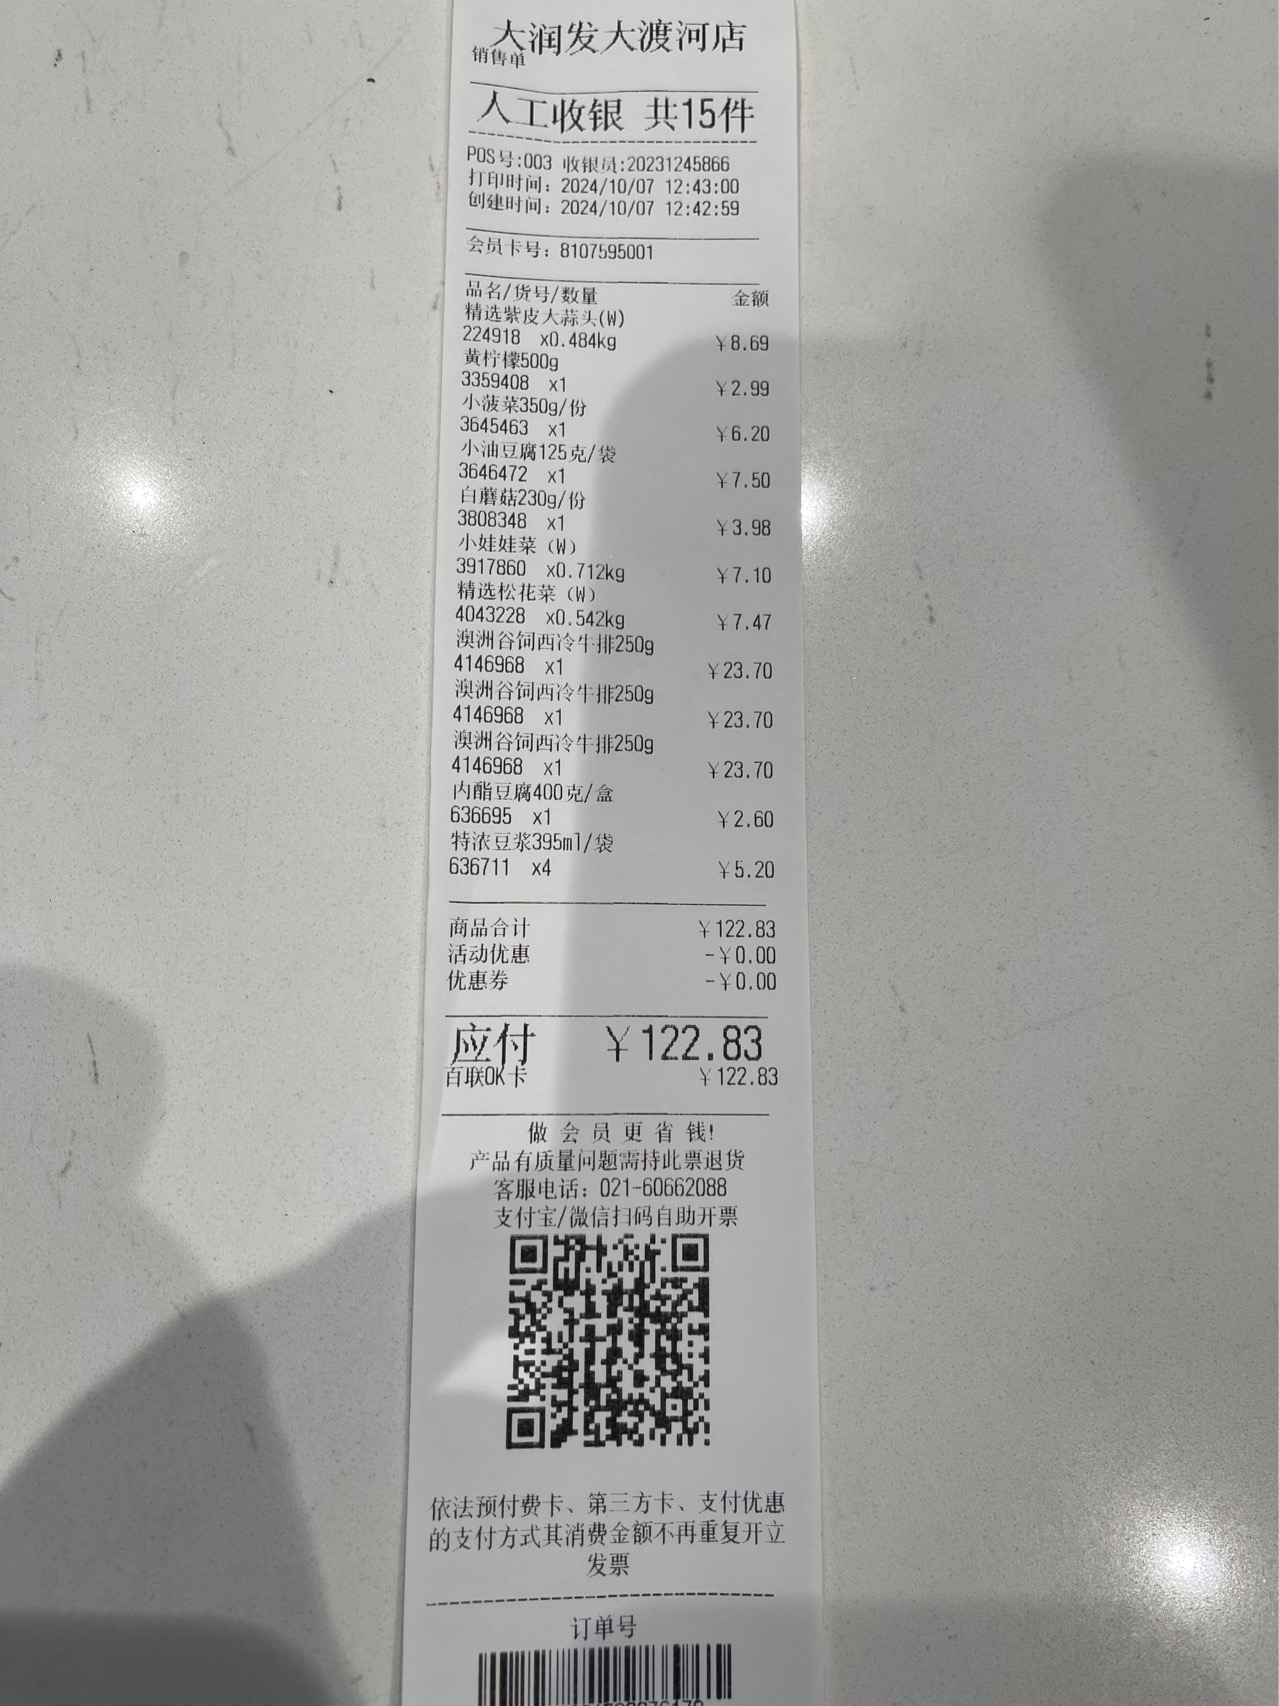 大润发大渡河店
销售单
人工收银 共15件
POS号:003 收银员:20231245866
打印时间: 2024/10/07 12:43:00
创建时间: 2024/10/07 12:42:59
会员卡号: 8107595001
品名/货号/数量 金额
精选紫皮大蒜头(W)
224918 x0.484kg ¥8.69
黄柠檬500g
3359408 x1 ¥2.99
小菠菜350g/份
3645463 x1 ¥6.20
小油豆腐125克/袋
3646472 x1 ¥7.50
白蘑菇230g/份
3808348 x1 ¥3.98
小娃娃菜（W）
3917860 x0.712kg ¥7.10
精选松花菜（W）
4043228 x0.542kg ¥7.47
澳洲谷饲西冷牛排250g
4146968 x1 ¥23.70
澳洲谷饲西冷牛排250g
4146968 x1 ¥23.70
澳洲谷饲西冷牛排250g
4146968 x1 ¥23.70
内酯豆腐400克/盒
636695 x1 ¥2.60
特浓豆浆395ml/袋
636711 x4 ¥5.20
商品合计 ¥122.83
活动优惠 -¥0.00
优惠券 -¥0.00
应付 ¥122.83
百联OK卡 ¥122.83
做 会 员 更 省 钱!
产品有质量问题需持此票退货
客服电话: 021-60662088
支付宝/微信扫码自助开票
依法预付费卡、第三方卡、支付优惠
的支付方式其消费金额不再重复开立
发票
订单号